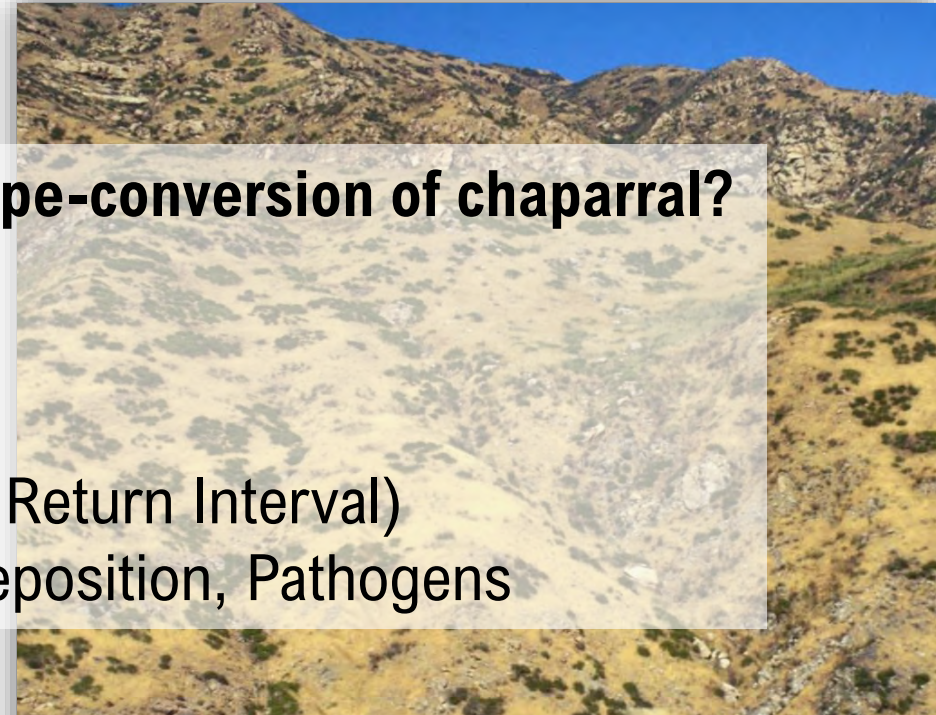 pe-conversion of chaparral?
Return Interval)
eposition, Pathogens